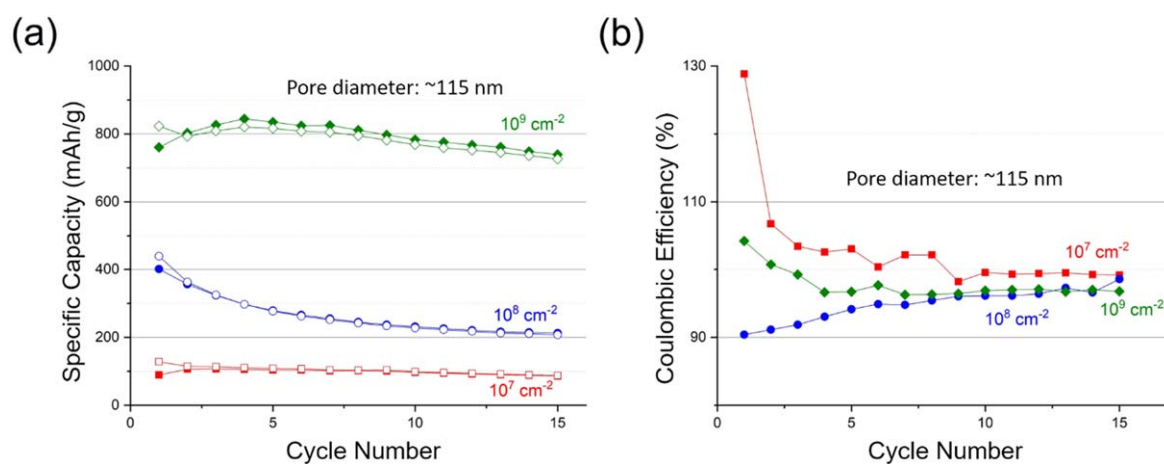 (a)
Specific Capacity (mAh/g)
1000
800
600
400
200
0
Pore diameter: ~115 nm
10⁹ cm⁻²
10⁸ cm⁻²
10⁷ cm⁻²
0 5 10 15
Cycle Number
(b)
Coulombic Efficiency (%)
130
110
90
Pore diameter: ~115 nm
10⁷ cm⁻²
10⁸ cm⁻²
10⁹ cm⁻²
0 5 10 15
Cycle Number